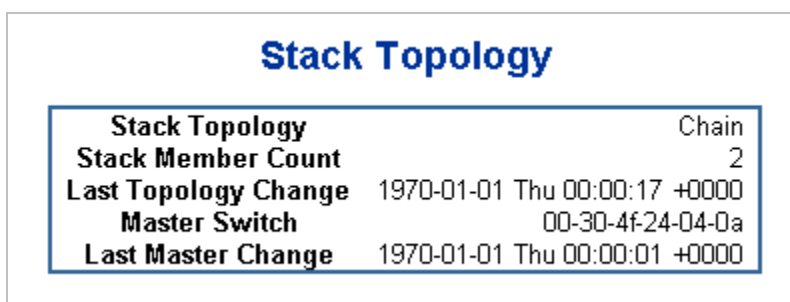 Stack Topology
Stack Topology Chain
Stack Member Count 2
Last Topology Change 1970-01-01 Thu 00:00:17 +0000
Master Switch 00-30-4f-24-04-0a
Last Master Change 1970-01-01 Thu 00:00:01 +0000